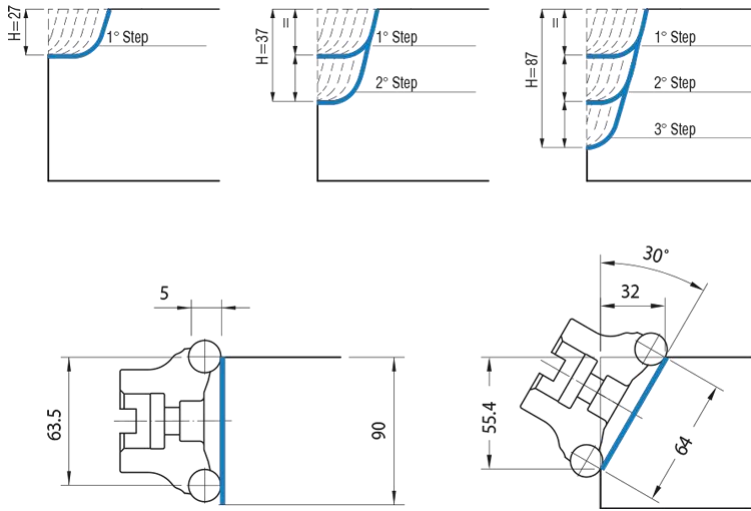 H=27
1° Step
H=37
=
1° Step
2° Step
H=87
=
1° Step
2° Step
3° Step
5
63.5
90
30°
32
55.4
64